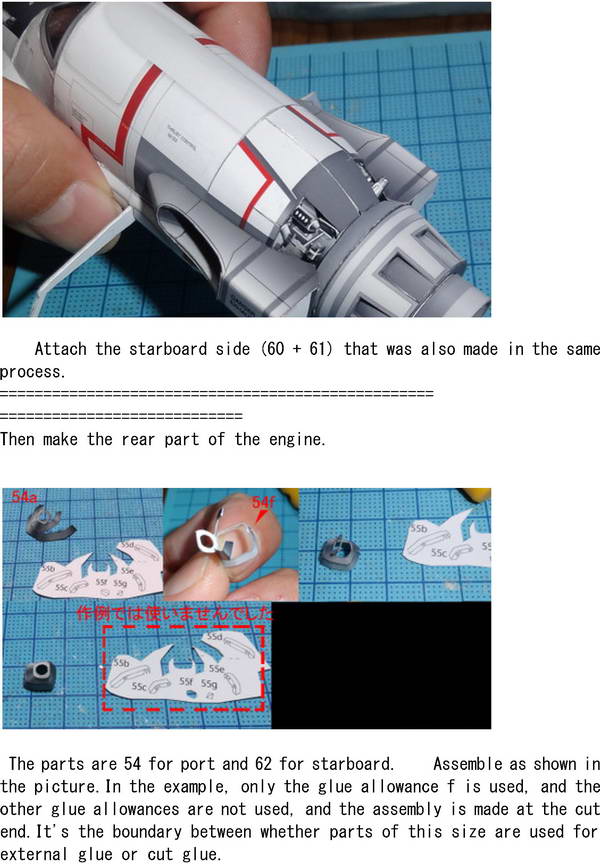 Attach the starboard side (60 + 61) that was also made in the same
process.
==================================================
============================
Then make the rear part of the engine.
54a
54f
55d
55b
55e
55c
55f
55g
55b
55c
作例では使いませんでした
55d
55b
55e
55c
55f
55g
The parts are 54 for port and 62 for starboard. Assemble as shown in
the picture.In the example, only the glue allowance f is used, and the
other glue allowances are not used, and the assembly is made at the cut
end.It's the boundary between whether parts of this size are used for
external glue or cut glue.